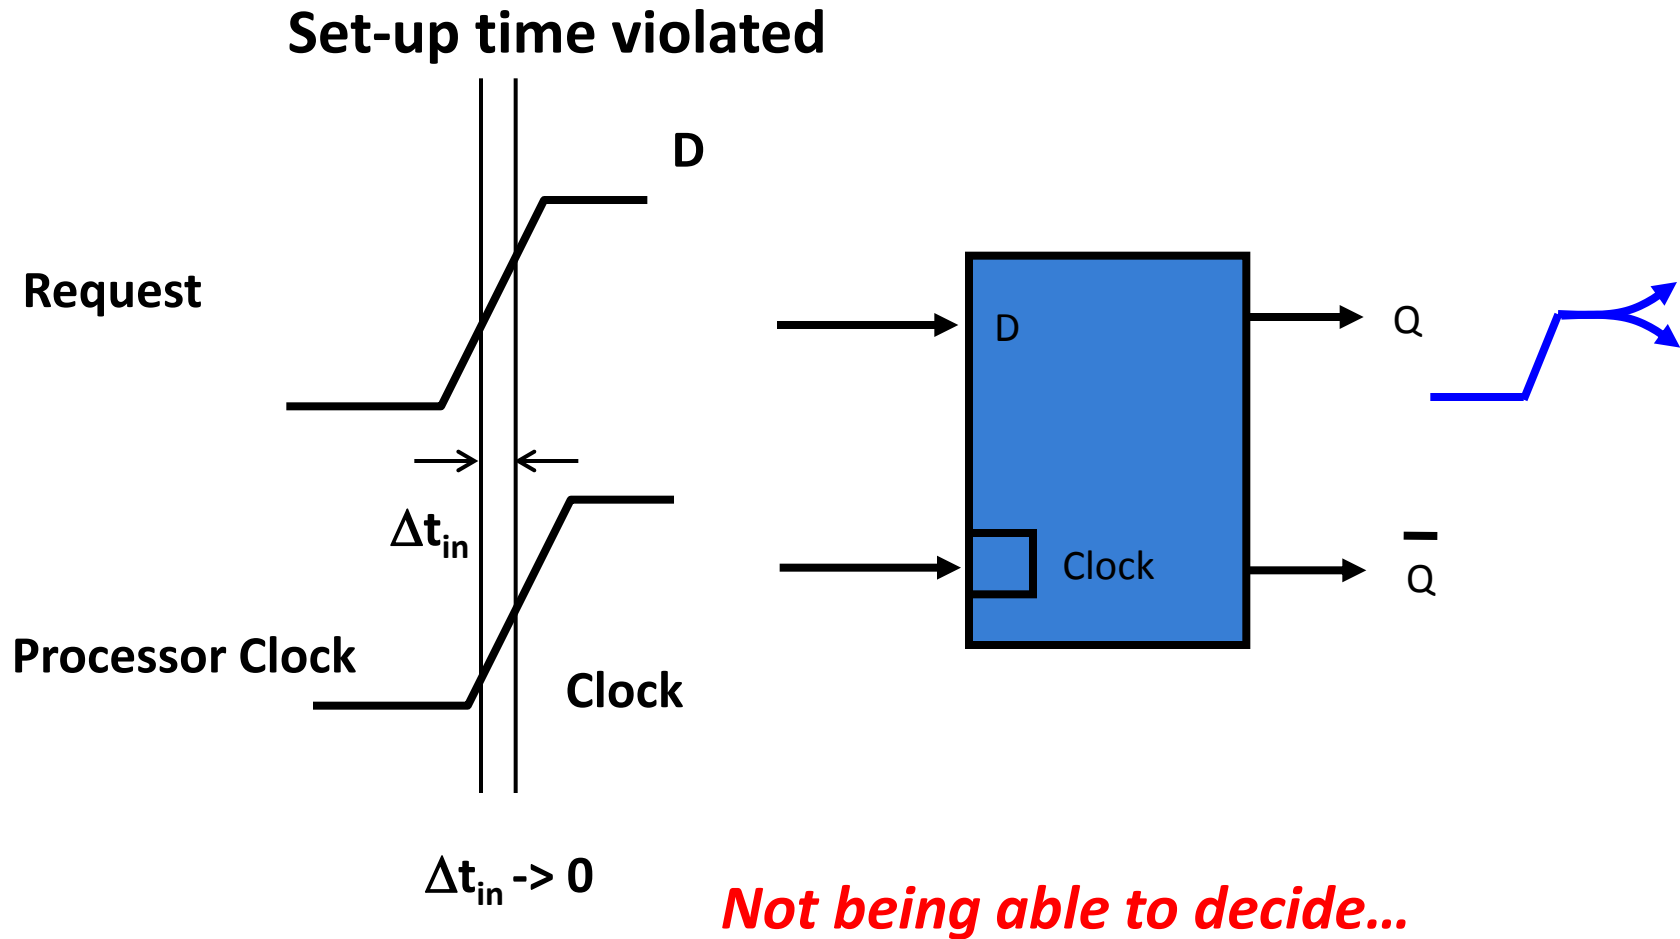 Set-up time violated
D
Request
D
Q
Δtin
Clock
Q̅
Processor Clock
Clock
Δtin -> 0
Not being able to decide...